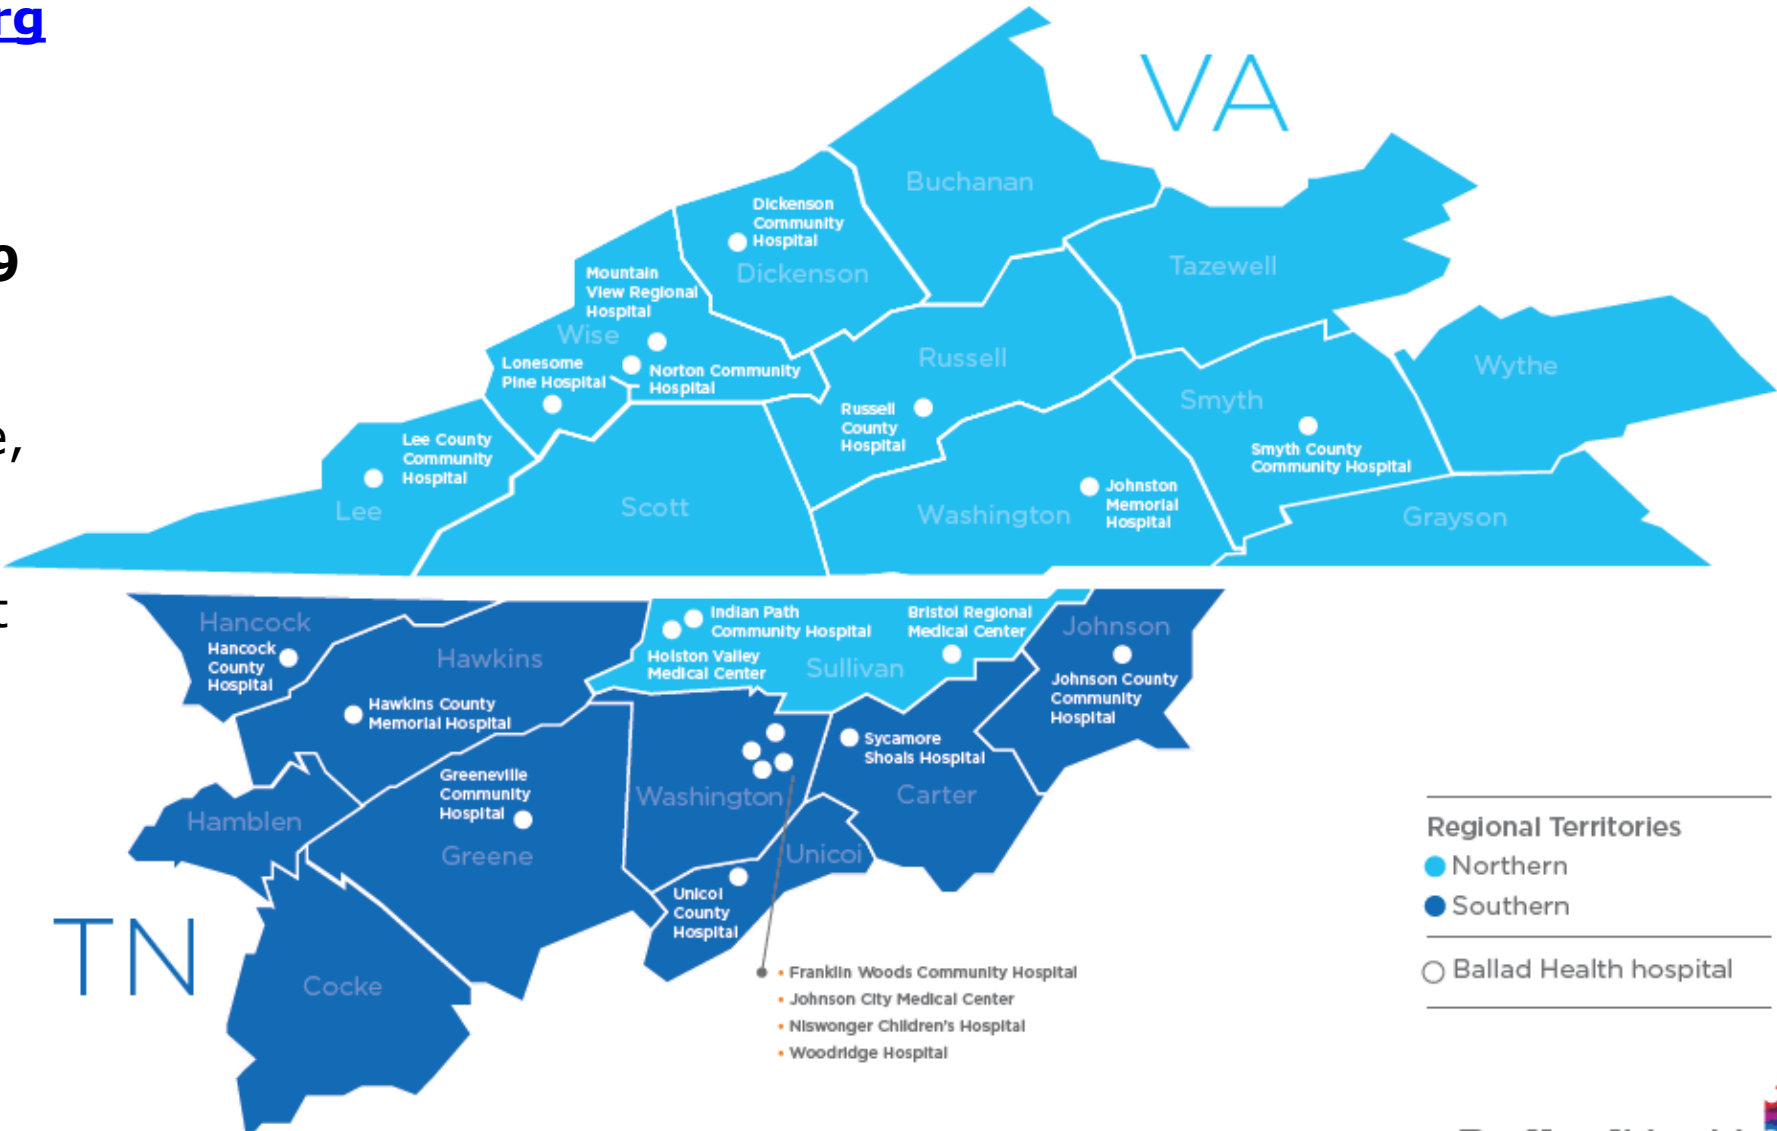 rg
9
e,
t
VA
Buchanan
Dickenson
Community
Hospital
Dickenson
Tazewell
Mountain
View Regional
Hospital
Wise
Lonesome
Pine Hospital
Norton Community
Hospital
Russell
Wythe
Smyth
Russell
County
Hospital
Lee County
Community
Hospital
Smyth County
Community Hospital
Johnston
Memorial
Hospital
Lee
Scott
Washington
Grayson
Hancock
Hancock
County
Hospital
Hawkins
Indian Path
Community Hospital
Bristol Regional
Medical Center
Holston Valley
Medical Center
Sullivan
Johnson
Johnson County
Community
Hospital
Hawkins County
Memorial Hospital
Sycamore
Shoals Hospital
Greeneville
Community
Hospital
Washington
Carter
Hamblen
Greene
Unicoi
Unicoi
County
Hospital
TN
Cocke
• Franklin Woods Community Hospital
• Johnson City Medical Center
• Niswonger Children's Hospital
• Woodridge Hospital
Regional Territories
Northern
Southern
Ballad Health hospital